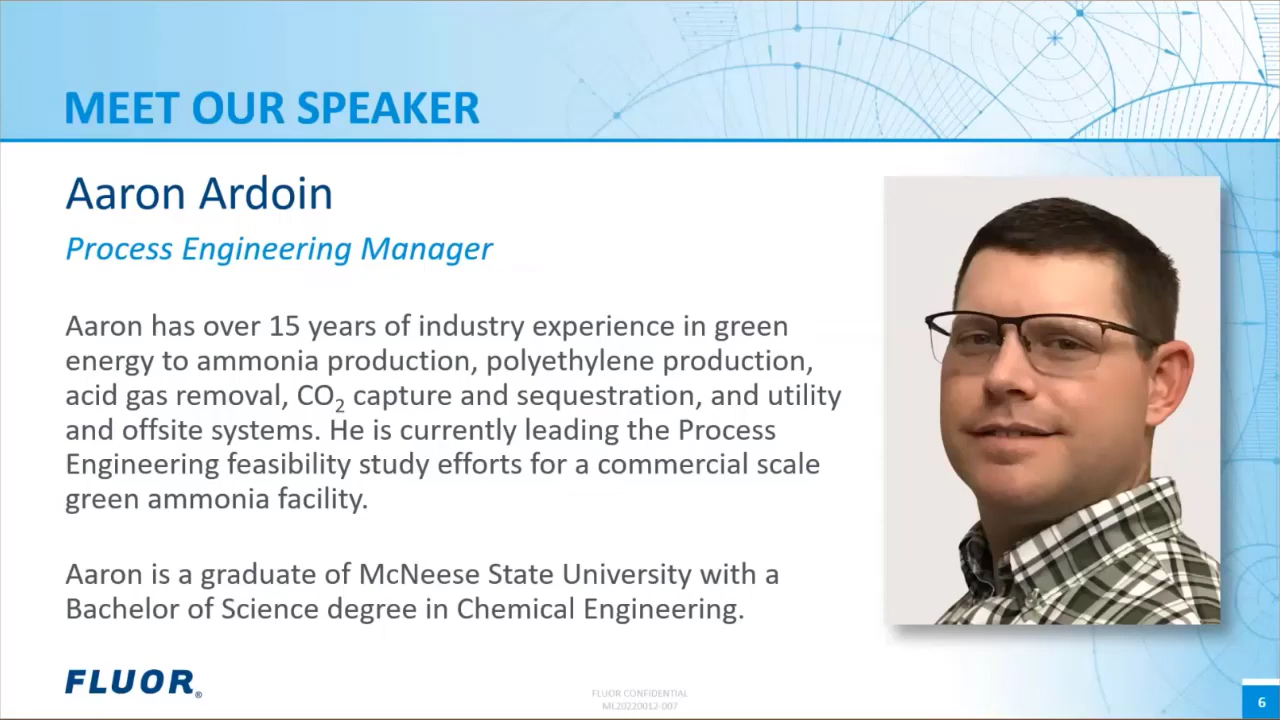 MEET OUR SPEAKER
Aaron Ardoin
Process Engineering Manager
Aaron has over 15 years of industry experience in green
energy to ammonia production, polyethylene production,
acid gas removal, CO₂ capture and sequestration, and utility
and offsite systems. He is currently leading the Process
Engineering feasibility study efforts for a commercial scale
green ammonia facility.
Aaron is a graduate of McNeese State University with a
Bachelor of Science degree in Chemical Engineering.
FLUOR®
FLUOR CONFIDENTIAL
ML20220012-007
6